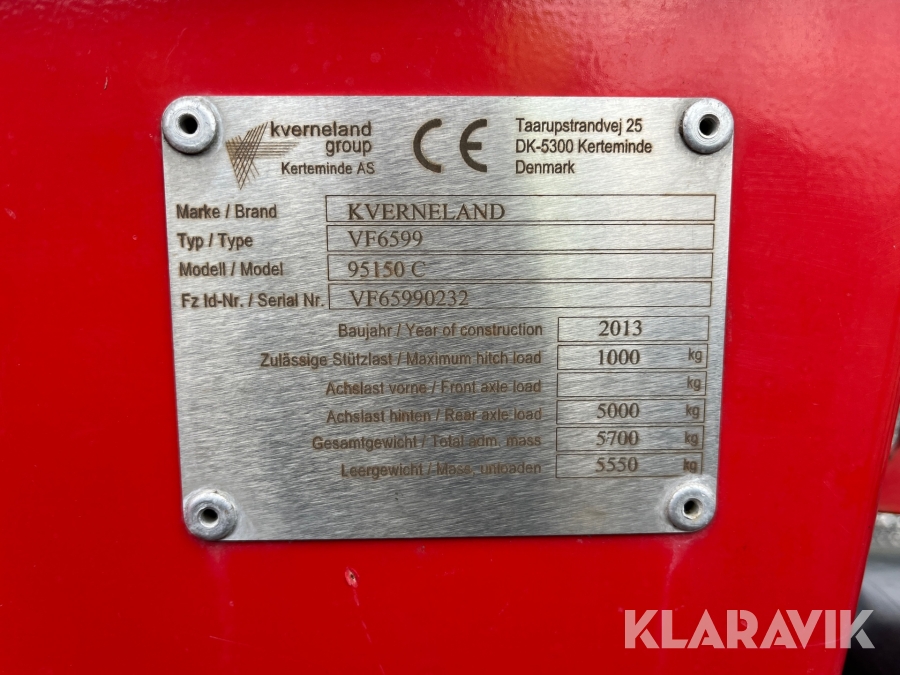 kverneland
group
Kerteminde AS
CE
Taarupstrandvej 25
DK-5300 Kerteminde
Denmark
Marke / Brand KVERNELAND
Typ / Type VF6599
Modell / Model 95150 C
Fz Id-Nr. / Serial Nr. VF65990232
Baujahr / Year of construction 2013
Zulässige Stützlast / Maximum hitch load 1000 kg
Achslast vorne / Front axle load kg
Achslast hinten / Rear axle load 5000 kg
Gesamtgewicht / Total adm. mass 5700 kg
Leergewicht / Mass, unloaden 5550 kg
KLARAVIK